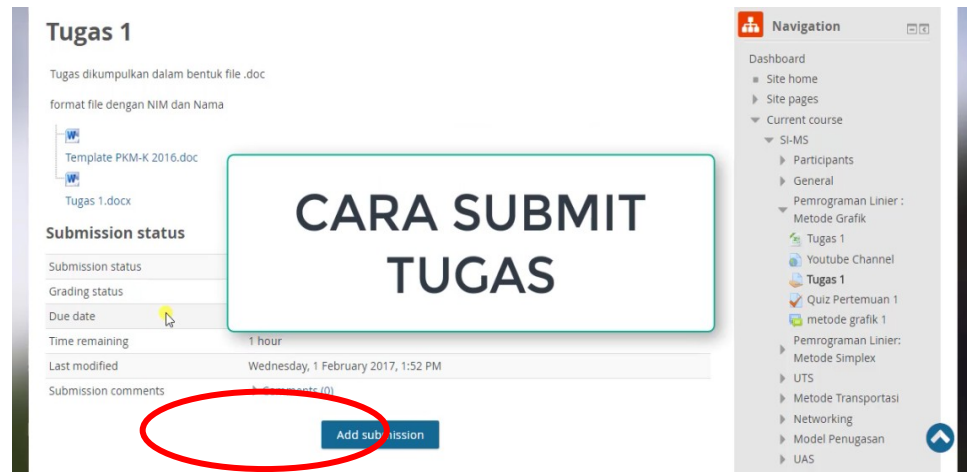 Tugas 1
Tugas dikumpulkan dalam bentuk file .doc
format file dengan NIM dan Nama
Template PKM-K 2016.doc
Tugas 1.docx
Submission status
Submission status
Grading status
Due date
Time remaining 1 hour
Last modified Wednesday, 1 February 2017, 1:52 PM
Submission comments Comments (0)
Add submission
CARA SUBMIT
TUGAS
Navigation
Dashboard
Site home
Site pages
Current course
SI-MS
Participants
General
Pemrograman Linier :
Metode Grafik
Tugas 1
Youtube Channel
Tugas 1
Quiz Pertemuan 1
metode grafik 1
Pemrograman Linier:
Metode Simplex
UTS
Metode Transportasi
Networking
Model Penugasan
UAS